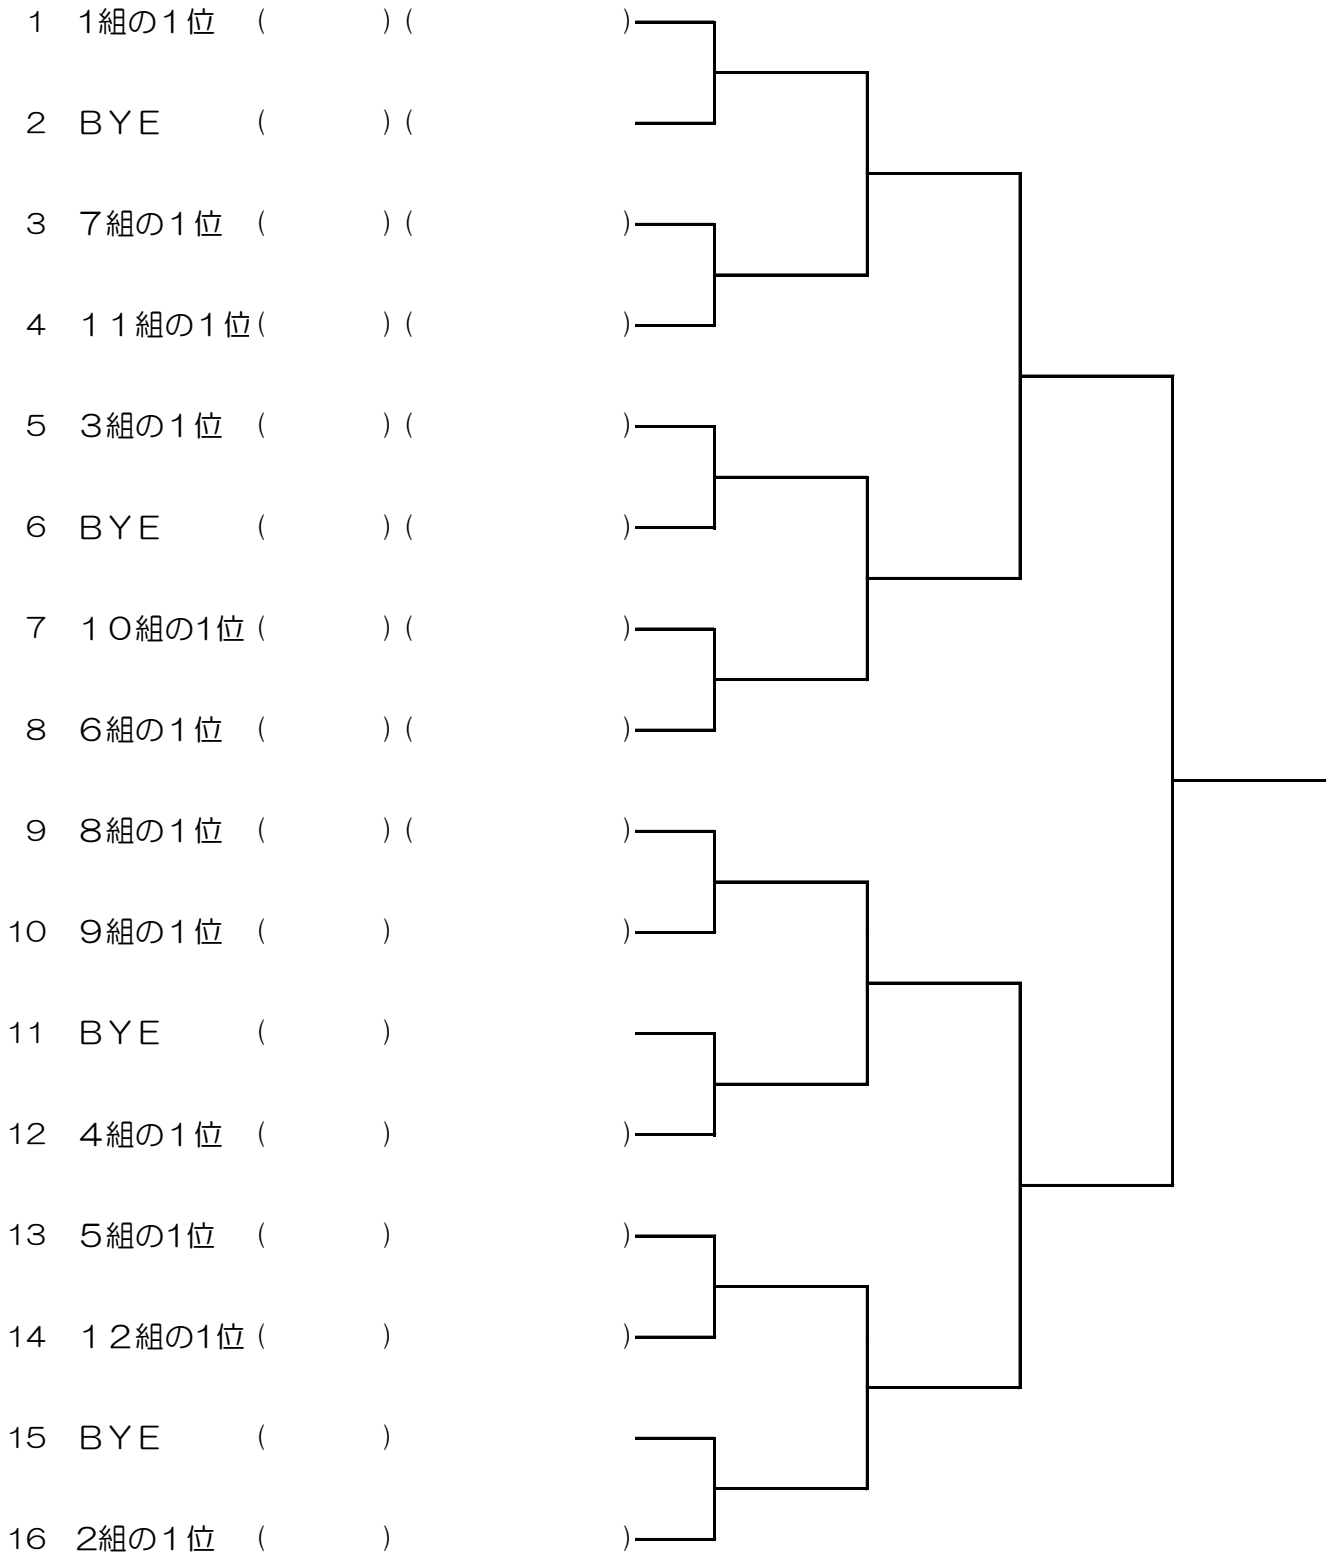 1 1組の１位 ( ) ( )
2 ＢＹＥ ( ) (
3 ７組の１位 ( ) ( )
4 １１組の１位( ) ( )
5 ３組の１位 ( ) ( )
6 ＢＹＥ ( ) ( )
7 １０組の1位 ( ) ( )
8 ６組の１位 ( ) ( )
9 ８組の１位 ( ) ( )
10 ９組の１位 ( ) )
11 ＢＹＥ ( )
12 ４組の１位 ( ) )
13 ５組の1位 ( ) )
14 １２組の1位 ( ) )
15 ＢＹＥ ( )
16 2組の１位 ( ) )